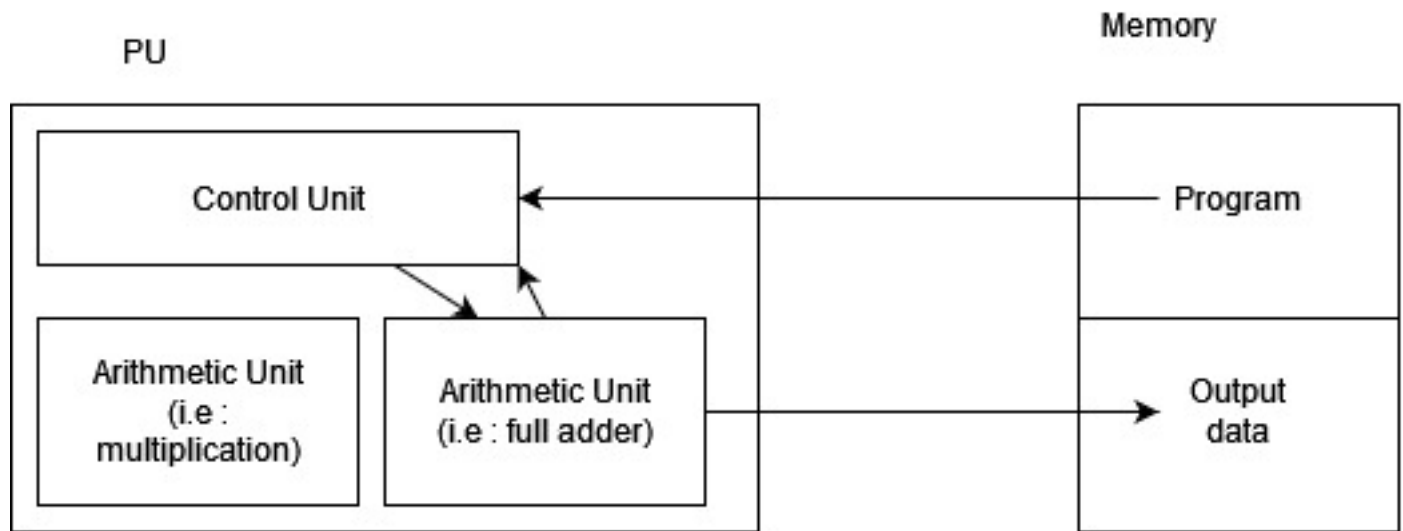 PU
Memory
Control Unit
Program
Arithmetic Unit
(i.e :
multiplication)
Arithmetic Unit
(i.e : full adder)
Output
data